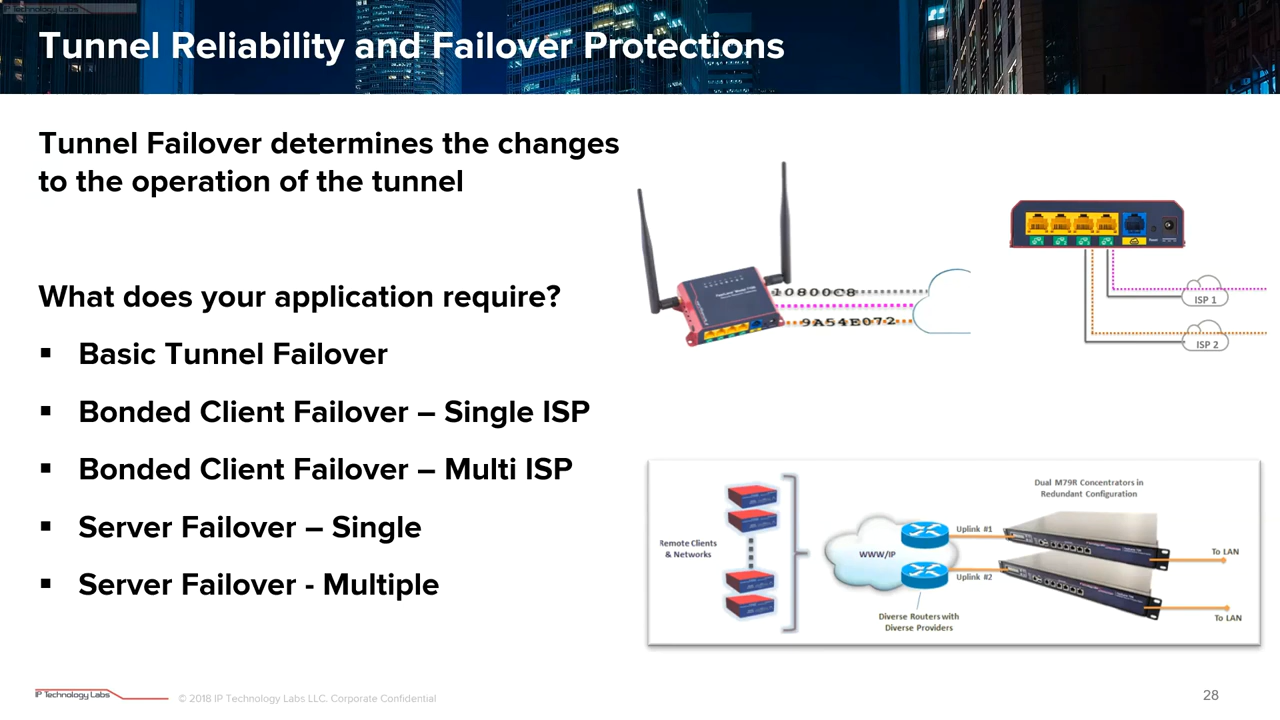 IP Technology Labs
Tunnel Reliability and Failover Protections
Tunnel Failover determines the changes
to the operation of the tunnel
What does your application require?
▪ Basic Tunnel Failover
▪ Bonded Client Failover – Single ISP
▪ Bonded Client Failover – Multi ISP
▪ Server Failover – Single
▪ Server Failover - Multiple
10800C8
9A54E072
ISP 1
ISP 2
Remote Clients
& Networks
WWW/IP
Uplink #1
Uplink #2
Diverse Routers with
Diverse Providers
Dual M79R Concentrators in
Redundant Configuration
To LAN
To LAN
IP Technology Labs
© 2018 IP Technology Labs LLC. Corporate Confidential
28